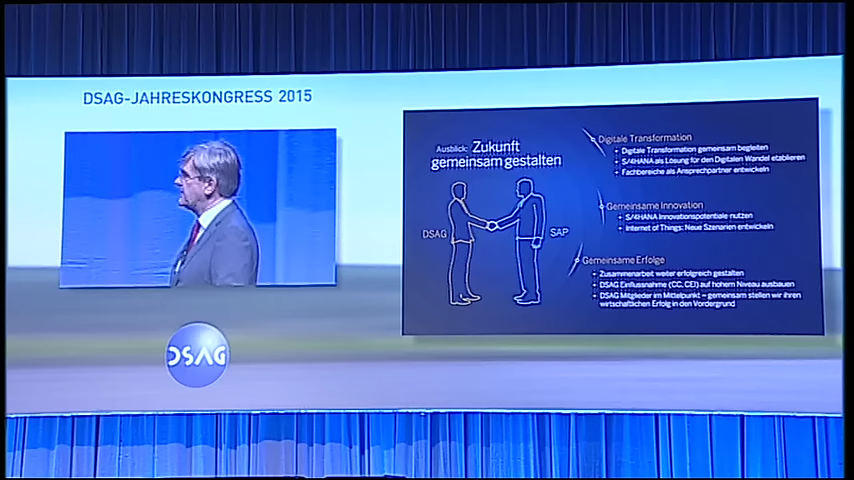 DSAG-JAHRESKONGRESS 2015
Ausblick: Zukunft
gemeinsam gestalten
DSAG
SAP
Digitale Transformation
+ Digitale Transformation gemeinsam begleiten
+ S/4HANA als Lösung für den Digitalen Wandel etablieren
+ Fachbereiche als Ansprechpartner entwickeln
Gemeinsame Innovation
+ S/4HANA Innovationspotentiale nutzen
+ Internet of Things: Neue Szenarien entwickeln
Gemeinsame Erfolge
+ Zusammenarbeit weiter erfolgreich gestalten
+ DSAG Einflussnahme (CC, CEI) auf hohem Niveau ausbauen
+ DSAG Mitglieder im Mittelpunkt – gemeinsam stellen wir ihren
wirtschaftlichen Erfolg in den Vordergrund
DSAG